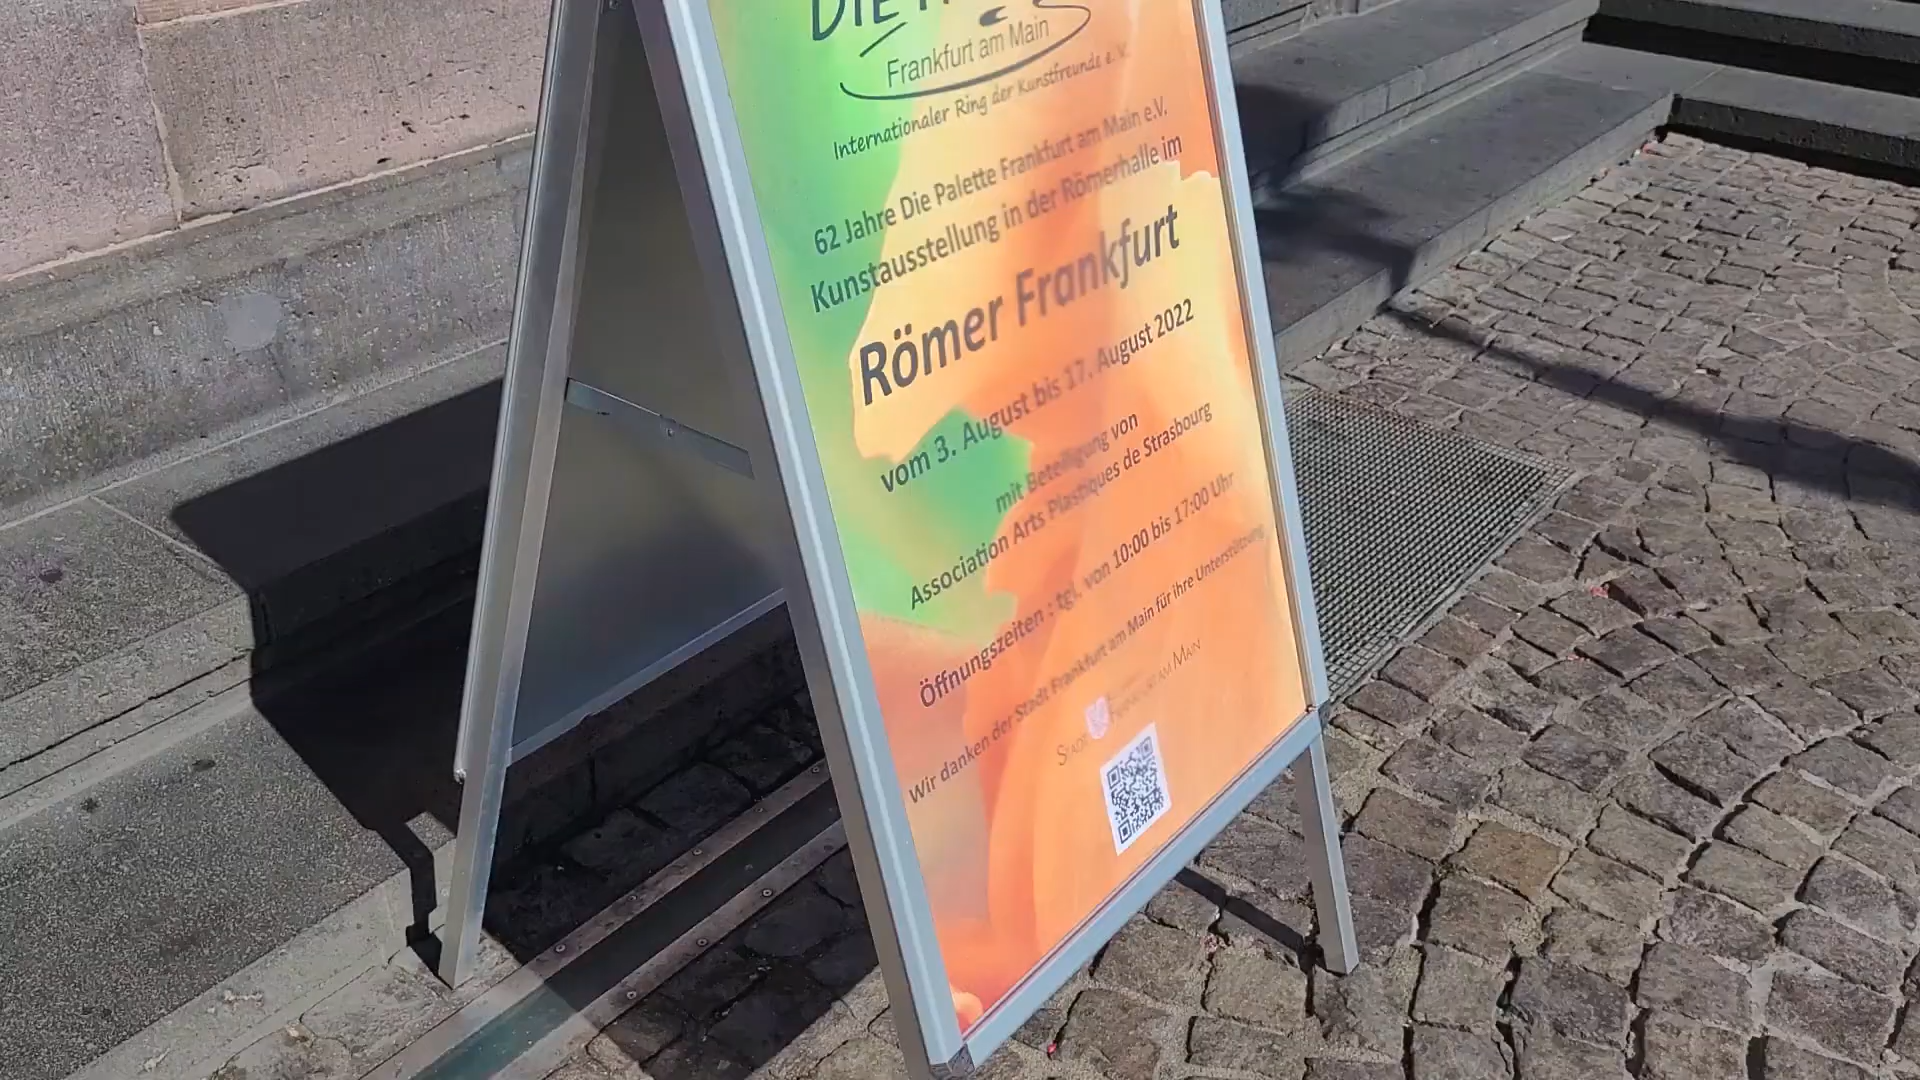 DIE
Frankfurt am Main
Internationaler Ring der Kunstfreunde e. V.
62 Jahre Die Palette Frankfurt am Main e.V.
Kunstausstellung in der Römerhalle im
Römer Frankfurt
vom 3. August bis 17. August 2022
mit Beteiligung von
Association Arts Plastiques de Strasbourg
Öffnungszeiten : tgl. von 10:00 bis 17:00 Uhr
Wir danken der Stadt Frankfurt am Main für ihre Unterstützung
STADT FRANKFURT AM MAIN